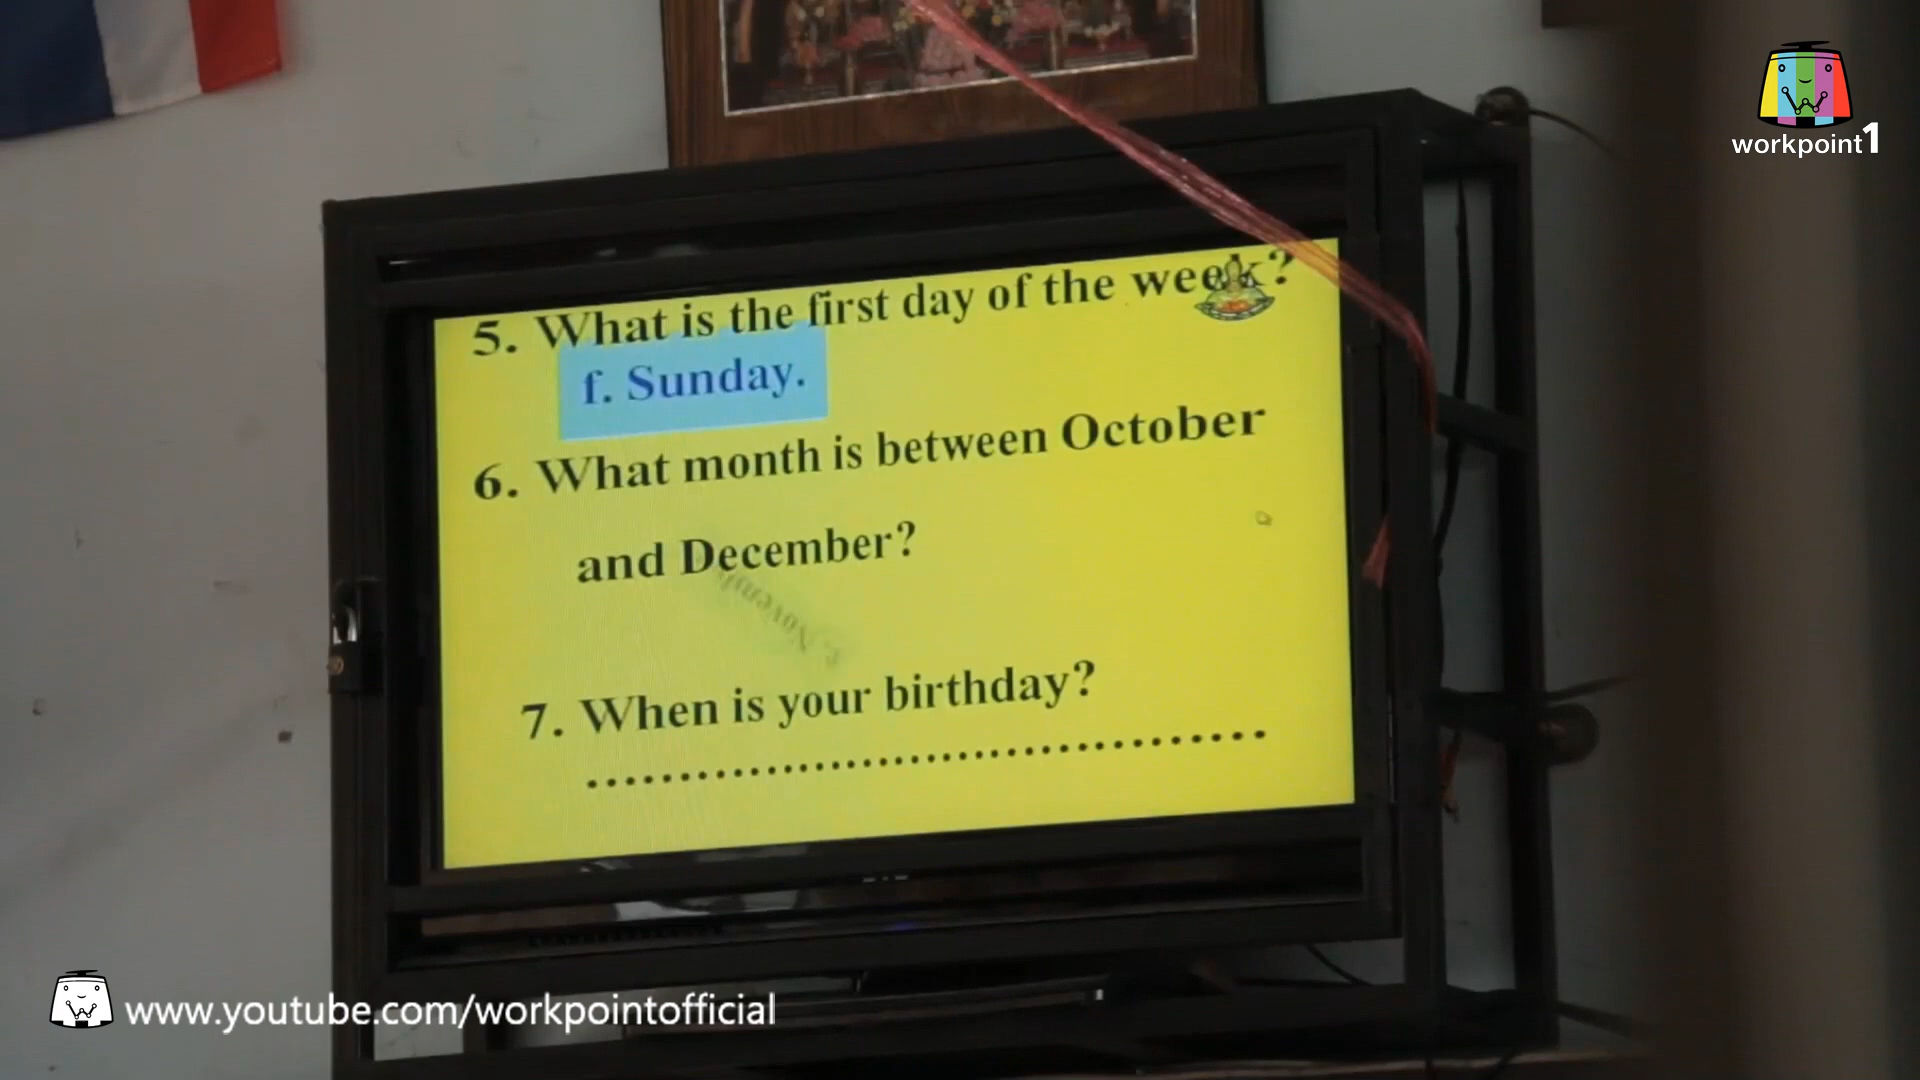 workpoint1
5. What is the first day of the week?
f. Sunday.
6. What month is between October
and December?
7. When is your birthday?
www.youtube.com/workpointofficial